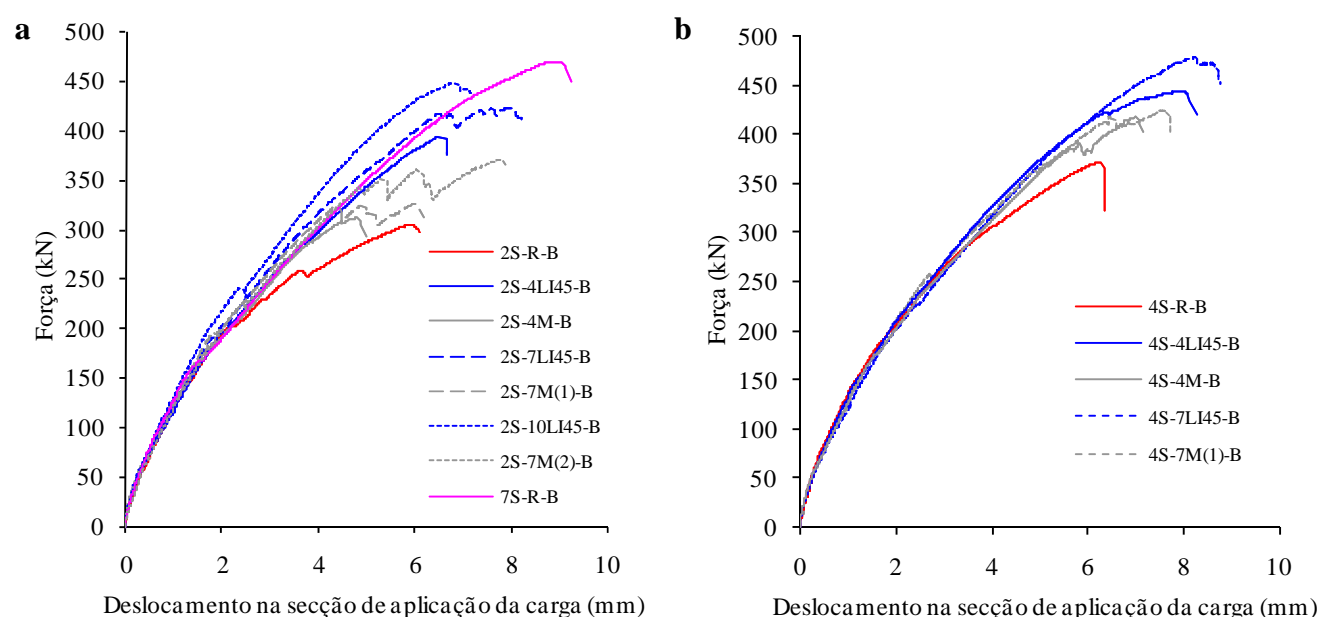 a
500
450
400
350
300
250
200
150
100
50
0
Força (kN)
0 2 4 6 8 10
Deslocamento na secção de aplicação da carga (mm)
2S-R-B
2S-4LI45-B
2S-4M-B
2S-7LI45-B
2S-7M(1)-B
2S-10LI45-B
2S-7M(2)-B
7S-R-B
b
500
450
400
350
300
250
200
150
100
50
0
Força (kN)
0 2 4 6 8 10
Deslocamento na secção de aplicação da carga (mm)
4S-R-B
4S-4LI45-B
4S-4M-B
4S-7LI45-B
4S-7M(1)-B